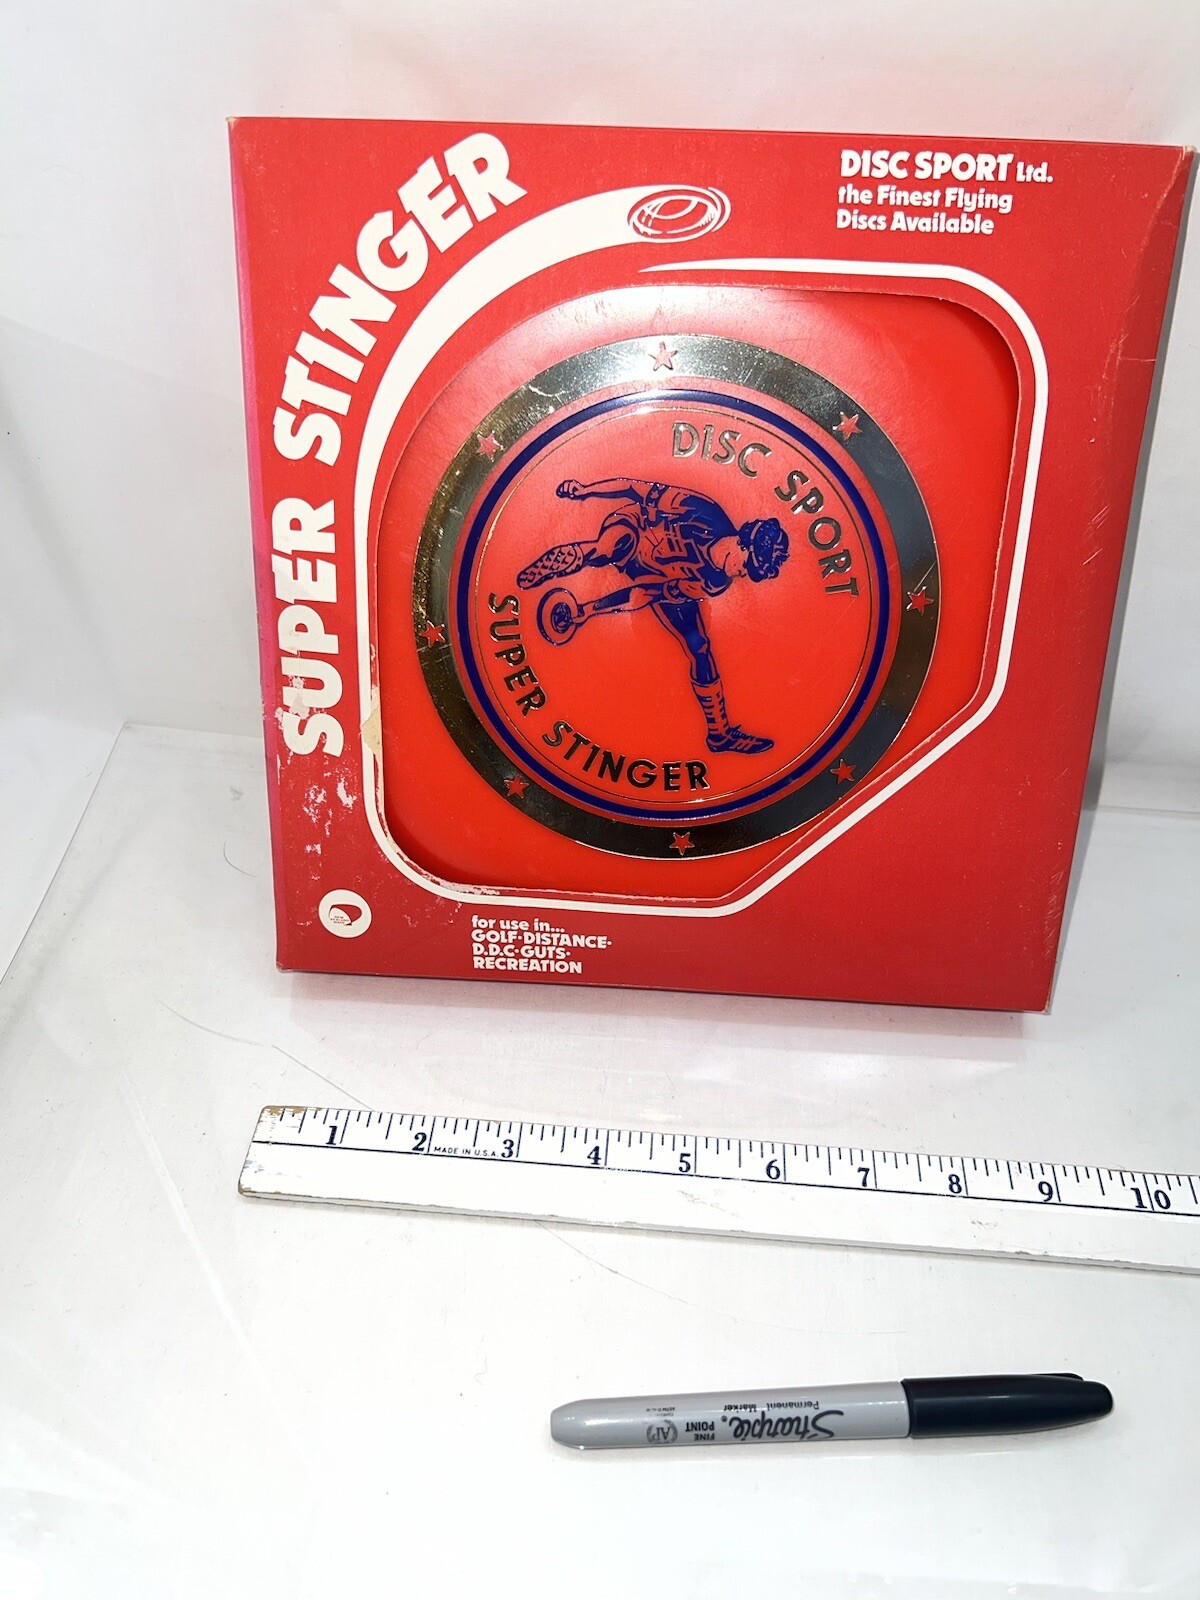 SUPER STINGER
DISC SPORT Ltd.
the Finest Flying
Discs Available
DISC SPORT
SUPER STINGER
for use in...
GOLF·DISTANCE·
D.D.C·GUTS·
RECREATION
1 2 3 4 5 6 7 8 9 10
MADE IN U.S.A.
Sharpie®
Permanent Marker
FINE
POINT
AP